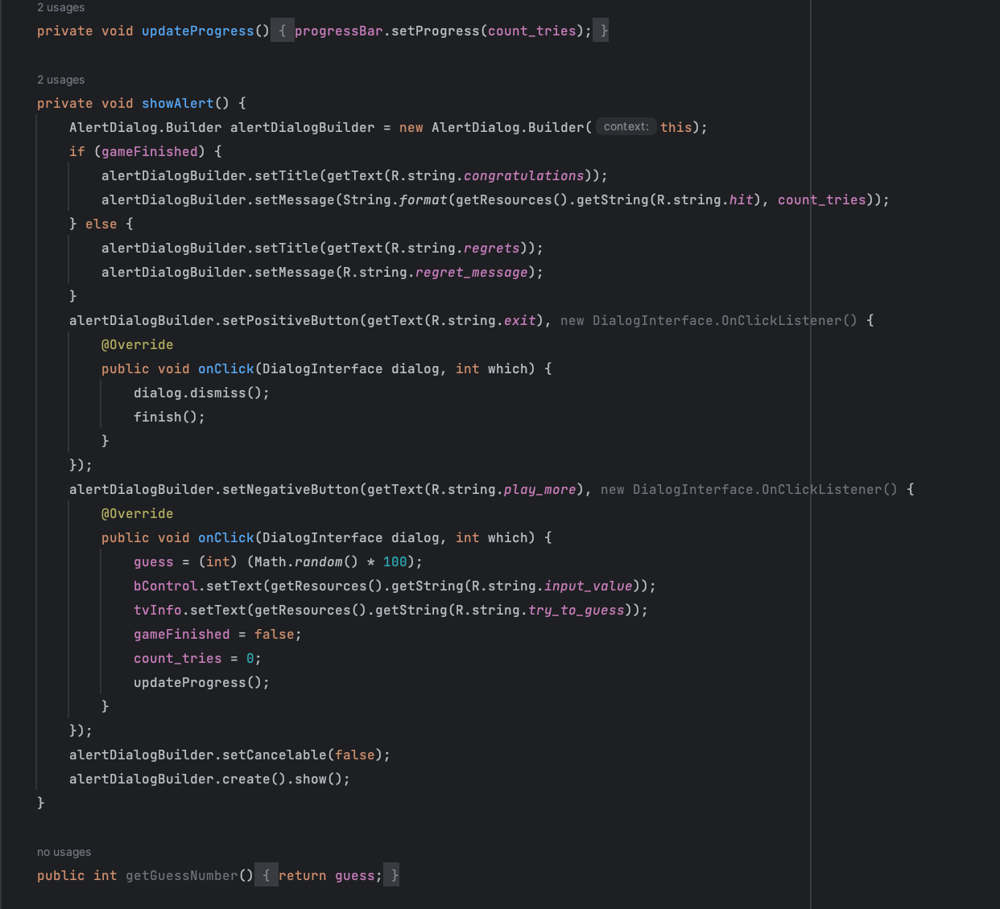 2 usages
private void updateProgress() { progressBar.setProgress(count_tries); }
2 usages
private void showAlert() {
    AlertDialog.Builder alertDialogBuilder = new AlertDialog.Builder( context: this);
    if (gameFinished) {
        alertDialogBuilder.setTitle(getText(R.string.congratulations));
        alertDialogBuilder.setMessage(String.format(getResources().getString(R.string.hit), count_tries));
    } else {
        alertDialogBuilder.setTitle(getText(R.string.regrets));
        alertDialogBuilder.setMessage(R.string.regret_message);
    }
    alertDialogBuilder.setPositiveButton(getText(R.string.exit), new DialogInterface.OnClickListener() {
        @Override
        public void onClick(DialogInterface dialog, int which) {
            dialog.dismiss();
            finish();
        }
    });
    alertDialogBuilder.setNegativeButton(getText(R.string.play_more), new DialogInterface.OnClickListener() {
        @Override
        public void onClick(DialogInterface dialog, int which) {
            guess = (int) (Math.random() * 100);
            bControl.setText(getResources().getString(R.string.input_value));
            tvInfo.setText(getResources().getString(R.string.try_to_guess));
            gameFinished = false;
            count_tries = 0;
            updateProgress();
        }
    });
    alertDialogBuilder.setCancelable(false);
    alertDialogBuilder.create().show();
}
no usages
public int getGuessNumber() { return guess; }